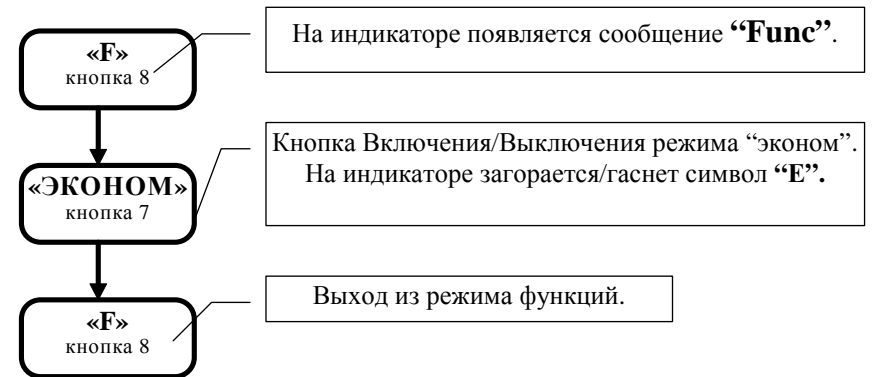 «F»
кнопка 8
На индикаторе появляется сообщение “Func”.
«ЭКОНОМ»
кнопка 7
Кнопка Включения/Выключения режима “эконом”.
На индикаторе загорается/гаснет символ “E”.
«F»
кнопка 8
Выход из режима функций.